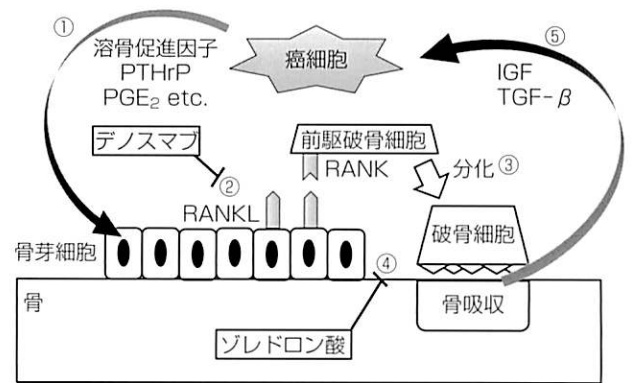 ①
溶骨促進因子
PTHrP
PGE₂ etc.
癌細胞
⑤
IGF
TGF-β
デノスマブ
前駆破骨細胞
RANK
分化③
②
RANKL
骨芽細胞
破骨細胞
④
骨
骨吸収
ゾレドロン酸